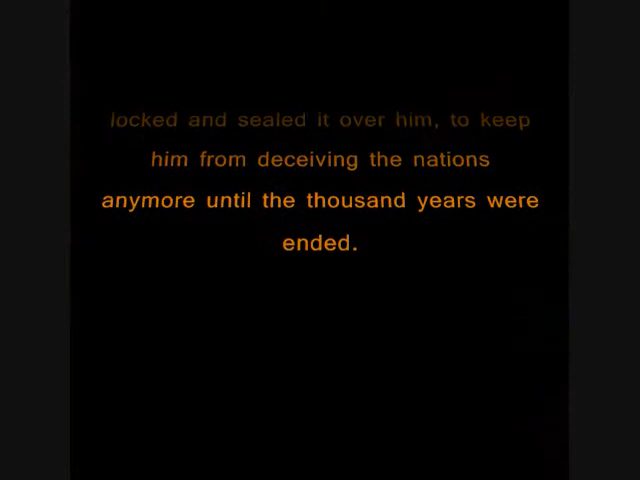 locked and sealed it over him, to keep
him from deceiving the nations
anymore until the thousand years were
ended.